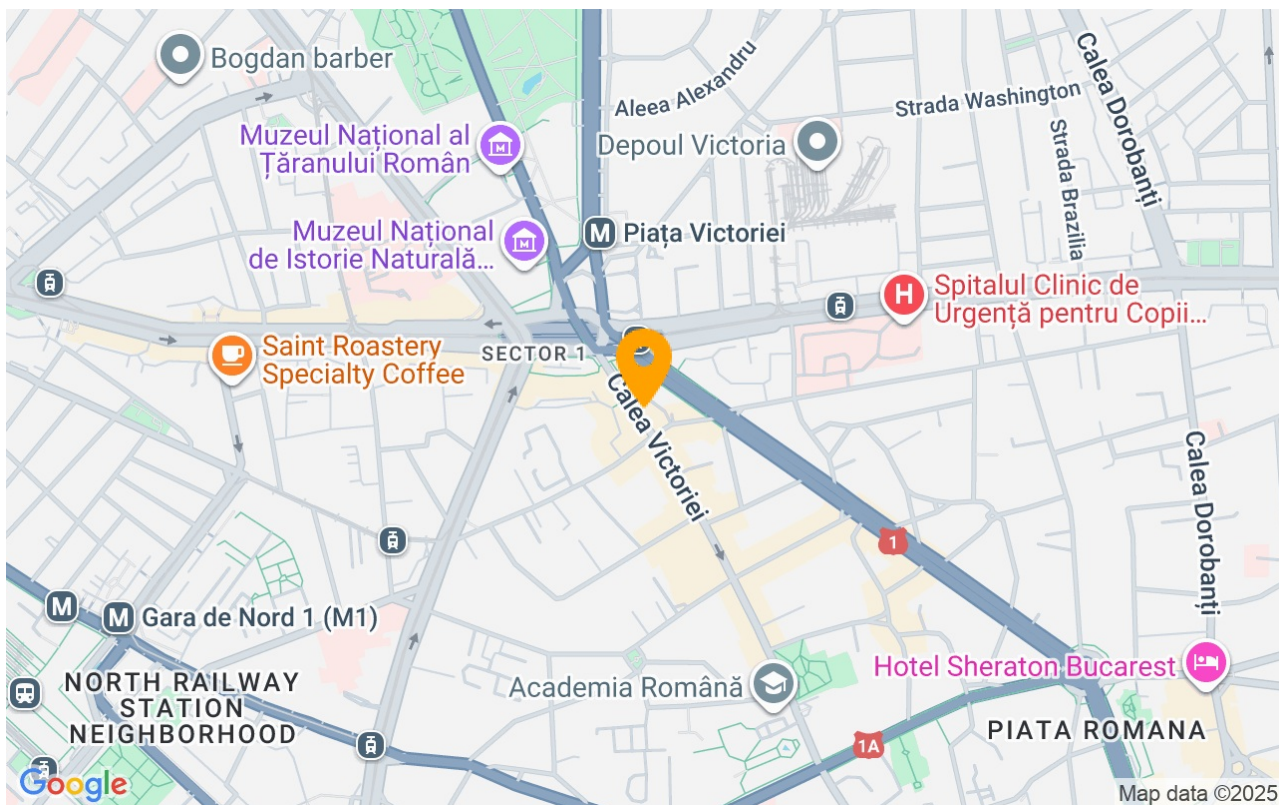 Bogdan barber
Aleea Alexandru
Strada Washington
Calea Dorobanți
Strada Brazilia
Muzeul Național al
Țăranului Român
Depoul Victoria
Muzeul Național
de Istorie Naturală...
M Piața Victoriei
H
Spitalul Clinic de
Urgență pentru Copii...
Saint Roastery
Specialty Coffee
SECTOR 1
Calea Victoriei
Calea Dorobanți
1
M
M Gara de Nord 1 (M1)
NORTH RAILWAY
STATION
NEIGHBORHOOD
Academia Română
Hotel Sheraton Bucarest
1A
PIATA ROMANA
Google
Map data ©2025